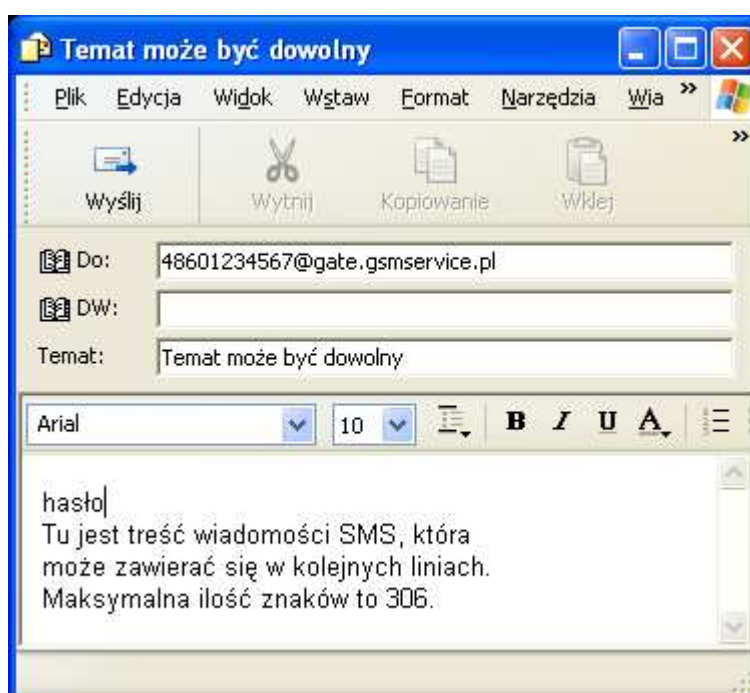 Temat może być dowolny
Plik Edycja Widok Wstaw Format Narzędzia Wia »
»
Wyślij Wytnij Kopiowanie Wklej
Do: 48601234567@gate.gsmservice.pl
DW:
Temat: Temat może być dowolny
Arial 10 B I U A
hasło
Tu jest treść wiadomości SMS, która
może zawierać się w kolejnych liniach.
Maksymalna ilość znaków to 306.